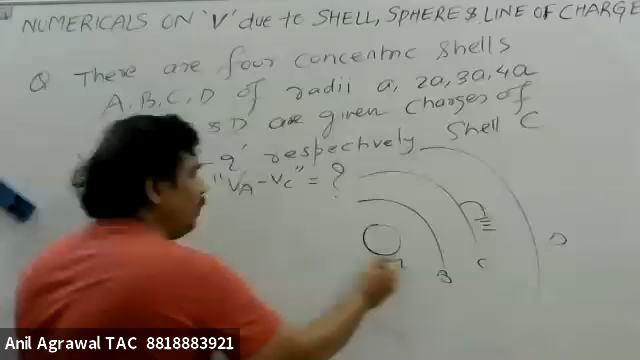 NUMERICALS ON 'V' due to SHELL, SPHERE & LINE OF CHARGE
Q There are four concentric shells
A, B, C, D of radii a, 2a, 3a, 4a
D are given charges of
-q' respectively Shell C
"VA-VC" = ?
B
C
D
Anil Agrawal TAC 8818883921